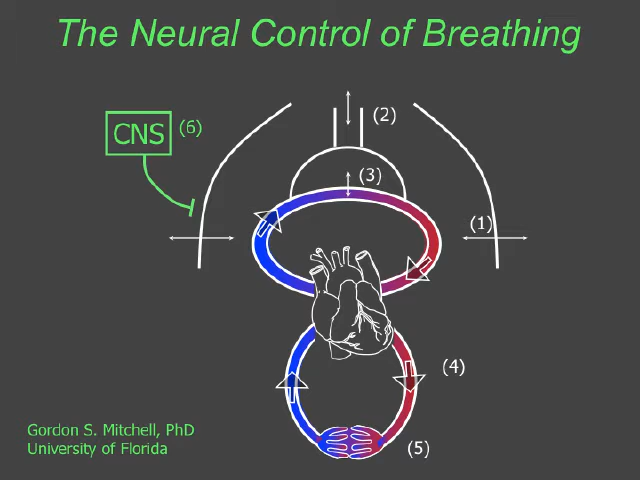 The Neural Control of Breathing
(2)
CNS (6)
(3)
(1)
(4)
Gordon S. Mitchell, PhD
University of Florida
(5)